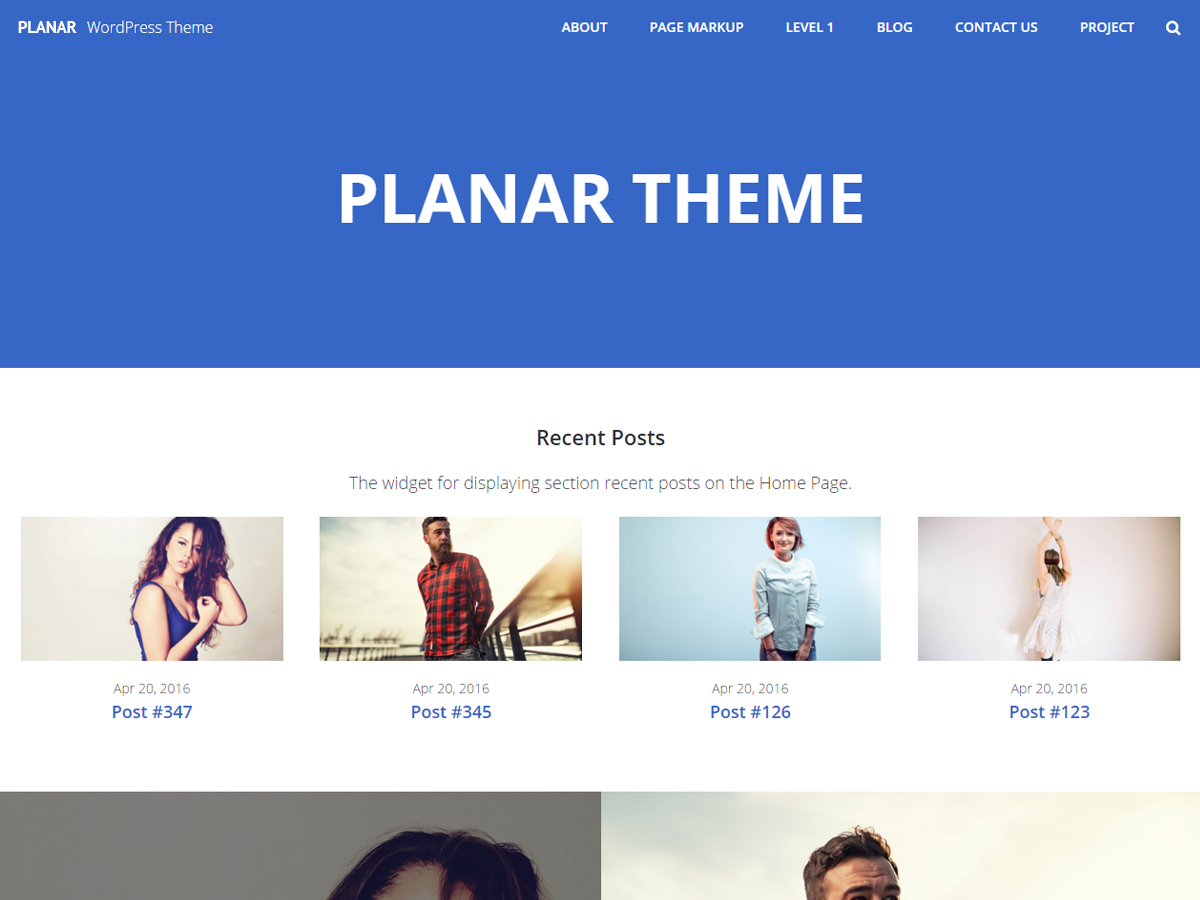 PLANAR WordPress Theme
ABOUT PAGE MARKUP LEVEL 1 BLOG CONTACT US PROJECT
PLANAR THEME
Recent Posts
The widget for displaying section recent posts on the Home Page.
Apr 20, 2016 Apr 20, 2016 Apr 20, 2016 Apr 20, 2016
Post #347 Post #345 Post #126 Post #123